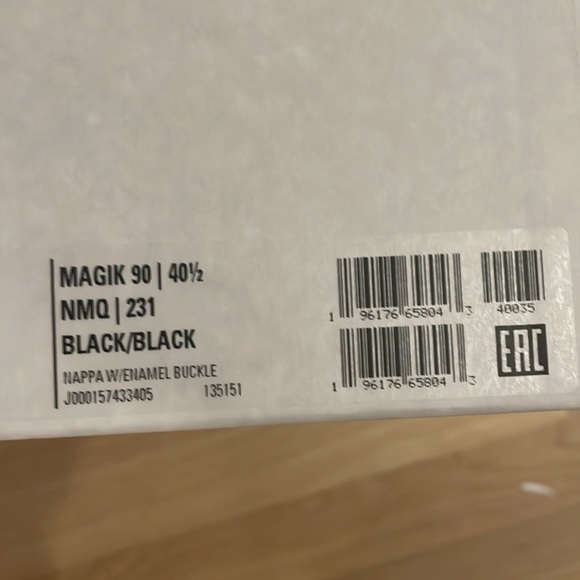 MAGIK 90 | 40½
NMQ | 231
BLACK/BLACK
NAPPA W/ENAMEL BUCKLE
J000157433405 135151
1 96176 65804 3
40035
1 96176 65804 3
EAC